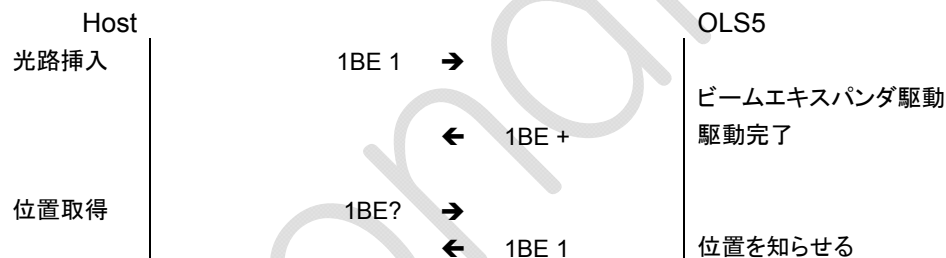 Host OLS5
光路挿入 1BE 1 →
ビームエキスパンダ駆動
← 1BE + 駆動完了
位置取得 1BE? →
← 1BE 1 位置を知らせる